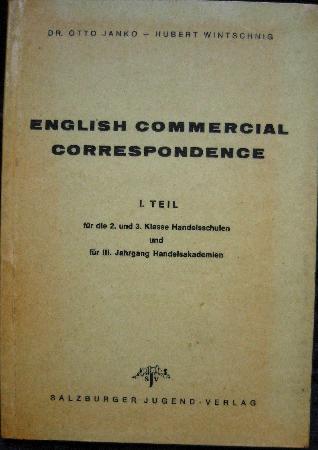 DR. OTTO JANKO – HUBERT WINTSCHNIG
ENGLISH COMMERCIAL
CORRESPONDENCE
I. TEIL
für die 2. und 3. Klasse Handelsschulen
und
für III. Jahrgang Handelsakademien
SJV
SALZBURGER JUGEND-VERLAG